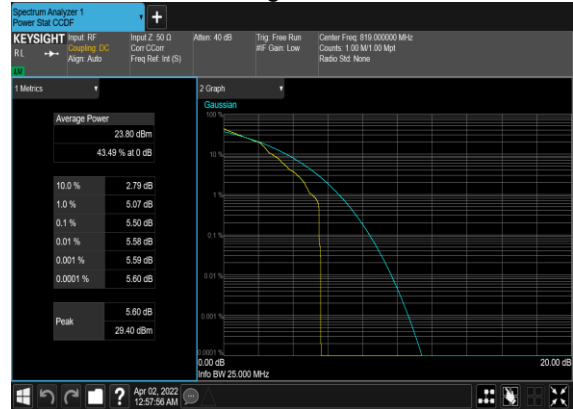 Spectrum Analyzer 1
Power Stat CCDF
KEYSIGHT
R L
LXI
Input: RF
Coupling: DC
Align: Auto
Input Z: 50 Ω
Corr CCorr
Freq Ref: Int (S)
Atten: 40 dB
Trig: Free Run
#IF Gain: Low
Center Freq: 819.000000 MHz
Counts: 1.00 M/1.00 Mpt
Radio Std: None
1 Metrics
Average Power
23.80 dBm
43.49 % at 0 dB
10.0 % 2.79 dB
1.0 % 5.07 dB
0.1 % 5.50 dB
0.01 % 5.58 dB
0.001 % 5.59 dB
0.0001 % 5.60 dB
Peak
5.60 dB
29.40 dBm
2 Graph
Gaussian
100 %
10 %
1 %
0.1 %
0.01 %
0.001 %
0.0001 %
0.00 dB
20.00 dB
Info BW 25.000 MHz
?
Apr 02, 2022
12:57:56 AM